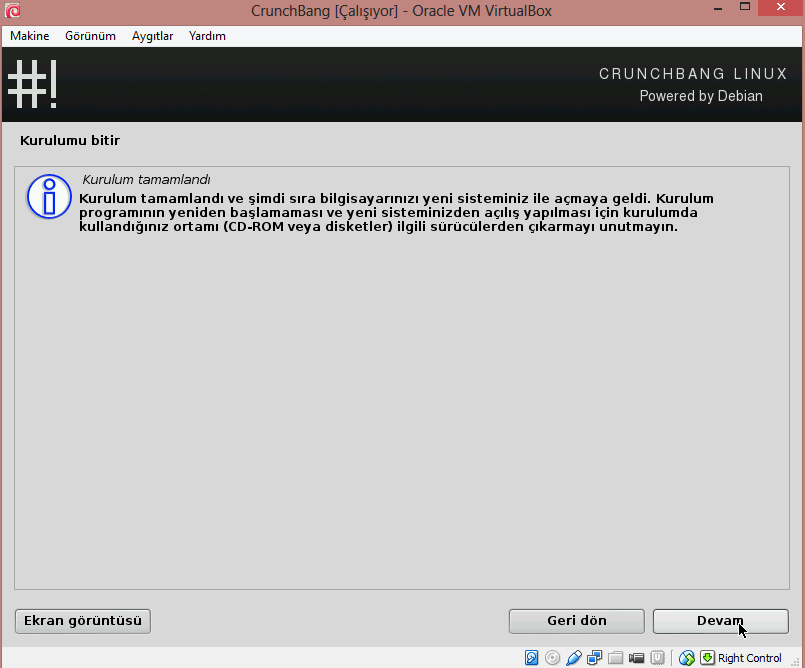 CrunchBang [Çalışıyor] - Oracle VM VirtualBox
Makine Görünüm Aygıtlar Yardım
#!
CRUNCHBANG LINUX
Powered by Debian
Kurulumu bitir
Kurulum tamamlandı
Kurulum tamamlandı ve şimdi sıra bilgisayarınızı yeni sisteminiz ile açmaya geldi. Kurulum
programının yeniden başlamaması ve yeni sisteminizden açılış yapılması için kurulumda
kullandığınız ortamı (CD-ROM veya disketler) ilgili sürücülerden çıkarmayı unutmayın.
Ekran görüntüsü Geri dön Devam
Right Control